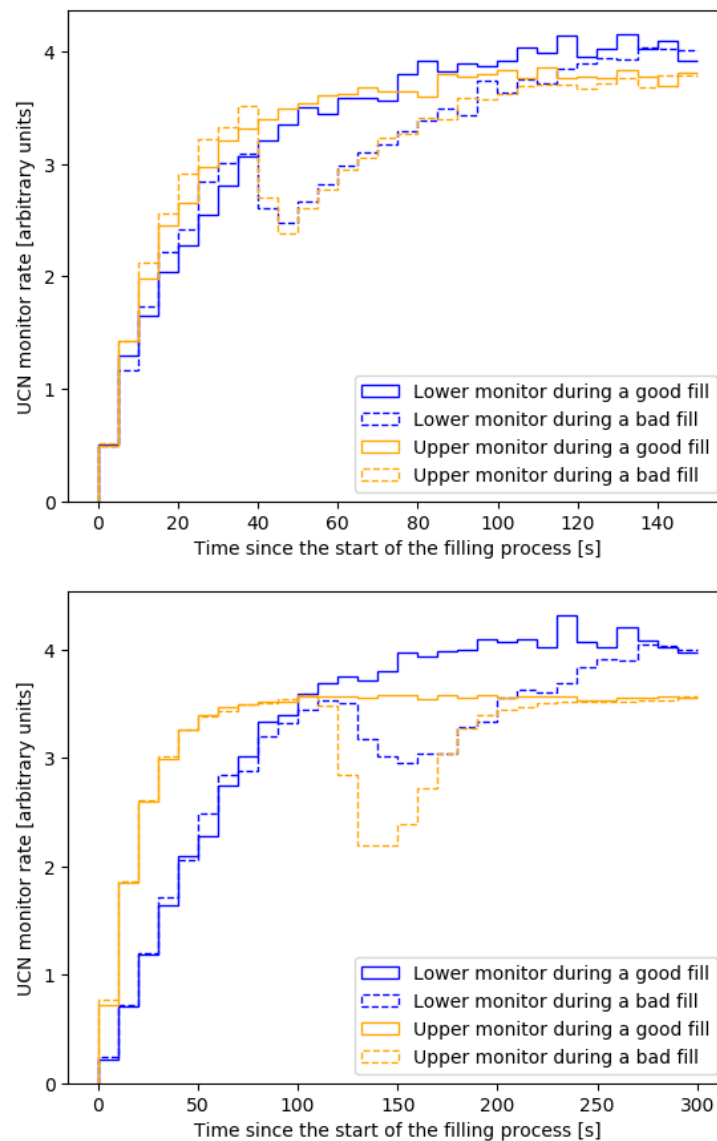 4
3
2
1
0
UCN monitor rate [arbitrary units]
Lower monitor during a good fill
Lower monitor during a bad fill
Upper monitor during a good fill
Upper monitor during a bad fill
0 20 40 60 80 100 120 140
Time since the start of the filling process [s]
4
3
2
1
0
UCN monitor rate [arbitrary units]
Lower monitor during a good fill
Lower monitor during a bad fill
Upper monitor during a good fill
Upper monitor during a bad fill
0 50 100 150 200 250 300
Time since the start of the filling process [s]